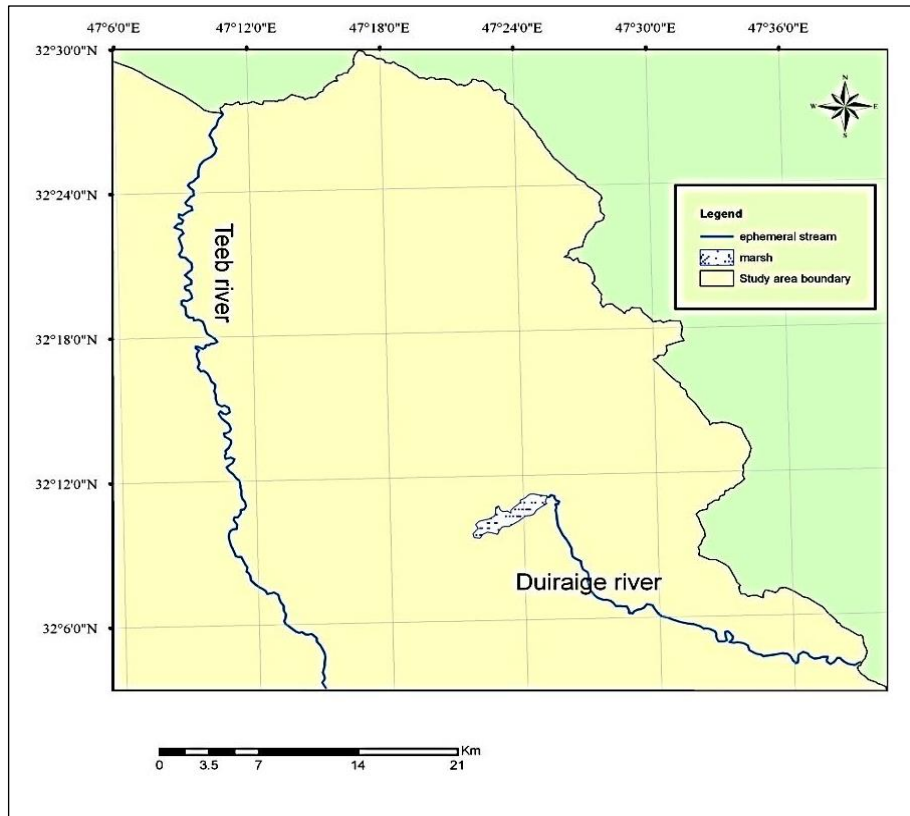 47°6'0"E 47°12'0"E 47°18'0"E 47°24'0"E 47°30'0"E 47°36'0"E
32°30'0"N
N
W E
S
32°24'0"N
Legend
ephemeral stream
marsh
Study area boundary
Teeb river
32°18'0"N
32°12'0"N
Duiraige river
32°6'0"N
Km
0 3.5 7 14 21